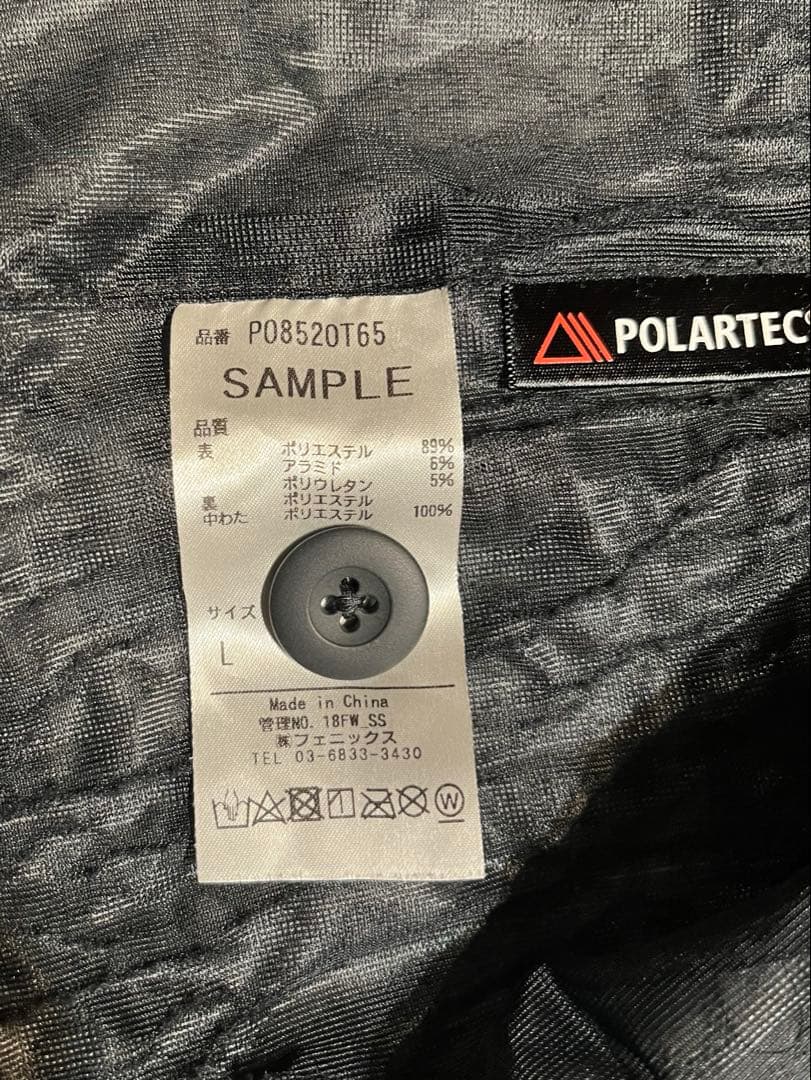 品番 P08520T65
SAMPLE
品質
表 ポリエステル 89%
アラミド 6%
ポリウレタン 5%
裏 ポリエステル
中わた ポリエステル 100%
サイズ
L
Made in China
管理NO. 18FW_SS
㈱フェニックス
TEL 03-6833-3430
W
POLARTEC